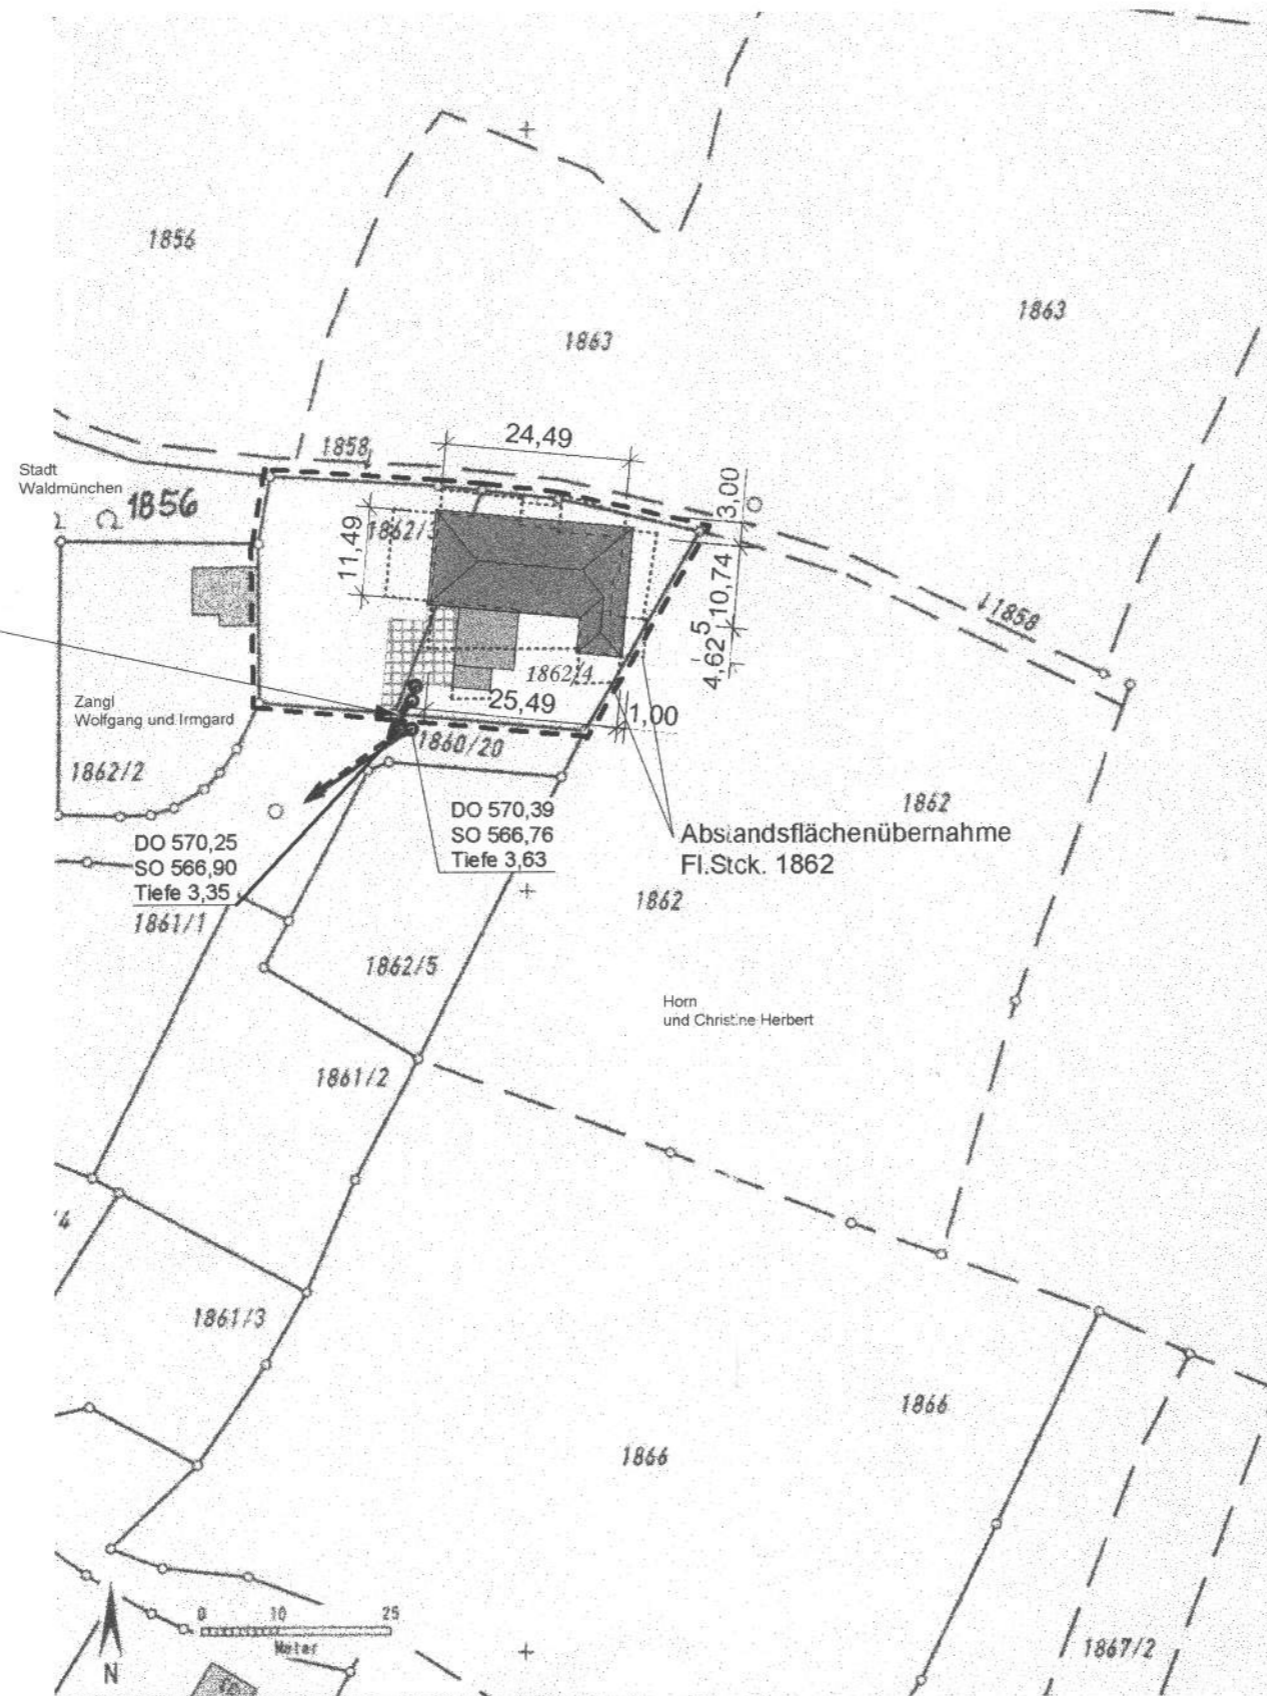 1856
1863
1863
24,49
1858
Stadt
Waldmünchen
1856
3,00
1862/3
11,49
10,74
5
4,62
1858
1862/4
25,49
1,00
Zangl
Wolfgang und Irmgard
1860/20
1862/2
1862
DO 570,39
SO 566,76
Tiefe 3,63
Abstandsflächenübernahme
Fl.Stck. 1862
DO 570,25
SO 566,90
Tiefe 3,35
1862
1861/1
1862/5
Horn
und Christine Herbert
1861/2
/4
1861/3
1866
1866
0 10 25
Meter
N
1867/2